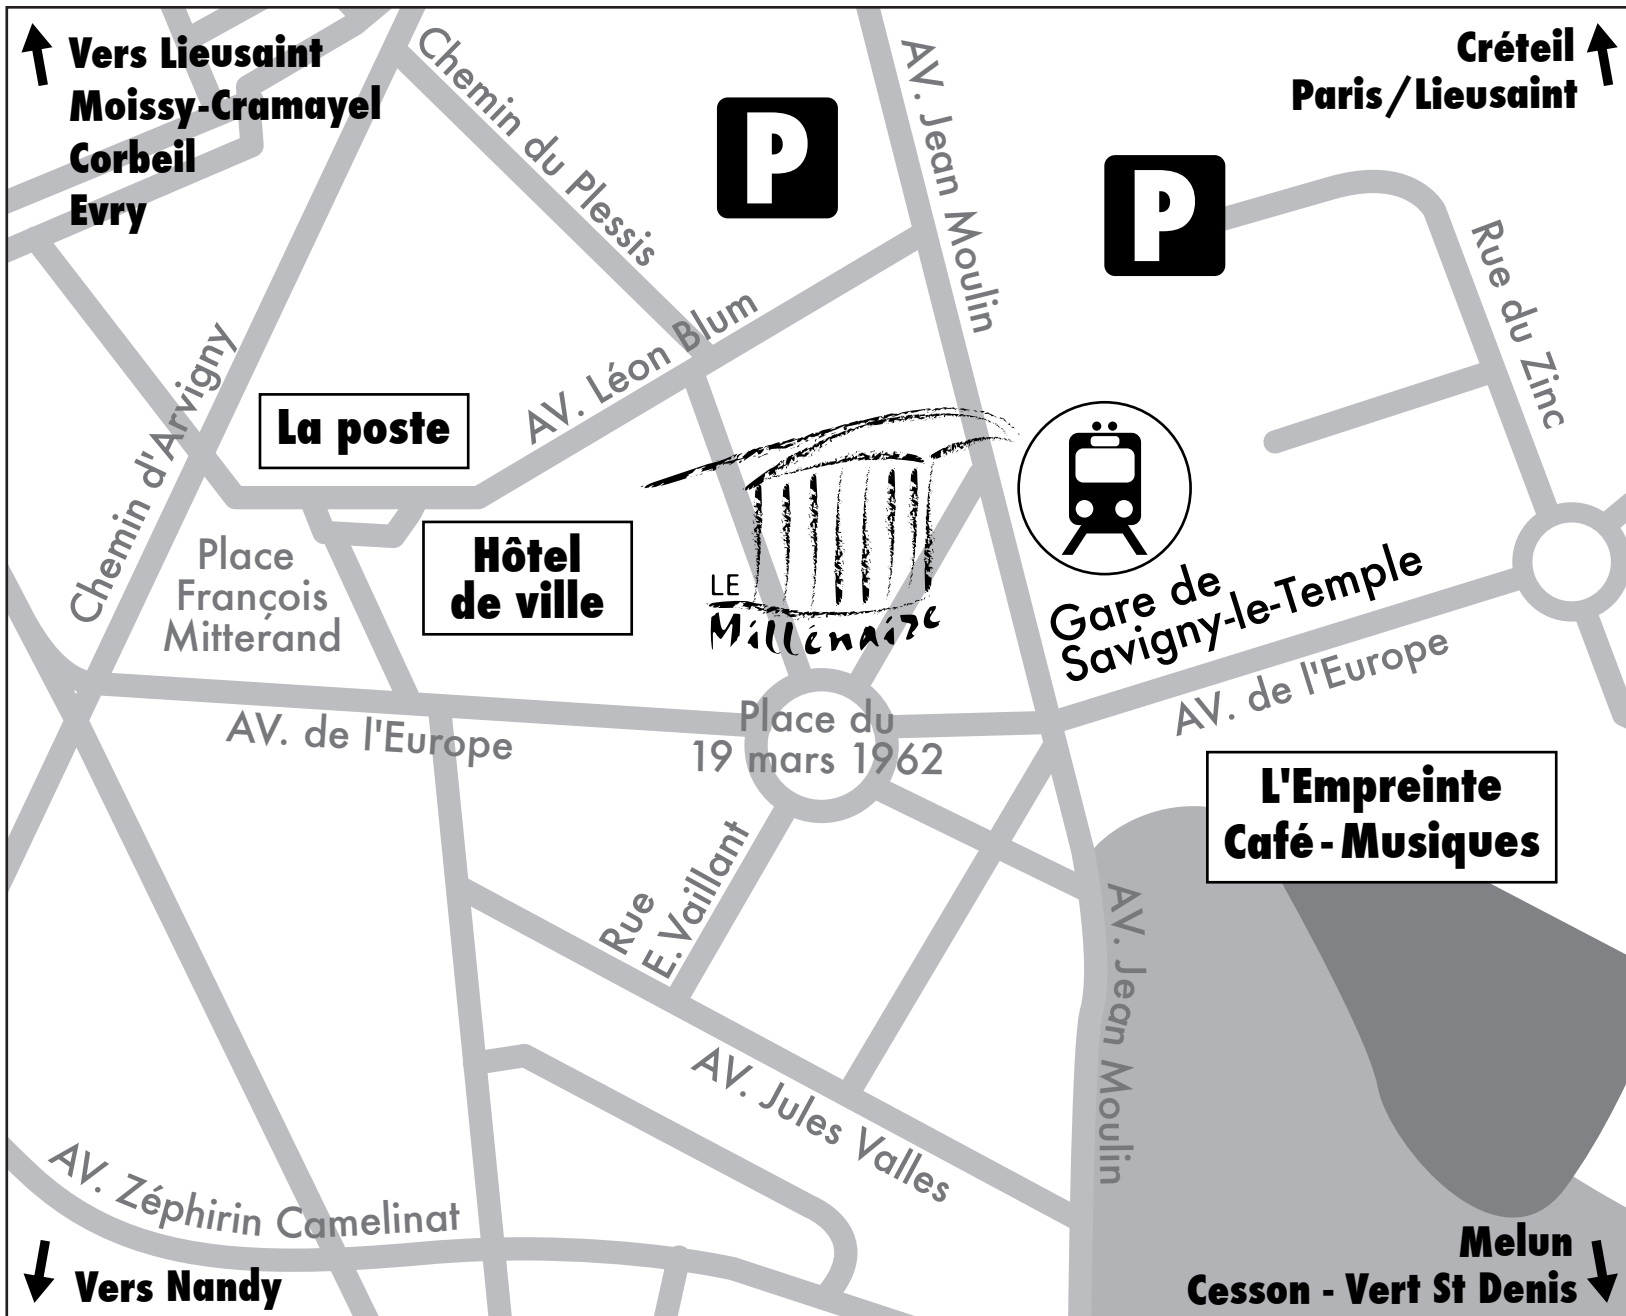 Vers Lieusaint
Moissy-Cramayel
Corbeil
Evry
Créteil
Paris/Lieusaint
Chemin du Plessis
P
AV. Jean Moulin
P
Rue du Zinc
Chemin d'Arvigny
La poste
AV. Léon Blum
Place
François
Mitterand
Hôtel
de ville
LE
Millénaire
Gare de
Savigny-le-Temple
AV. de l'Europe
Place du
19 mars 1962
AV. de l'Europe
L'Empreinte
Café - Musiques
Rue
E. Vaillant
AV. Jean Moulin
AV. Jules Valles
AV. Zéphirin Camelinat
Vers Nandy
Melun
Cesson - Vert St Denis